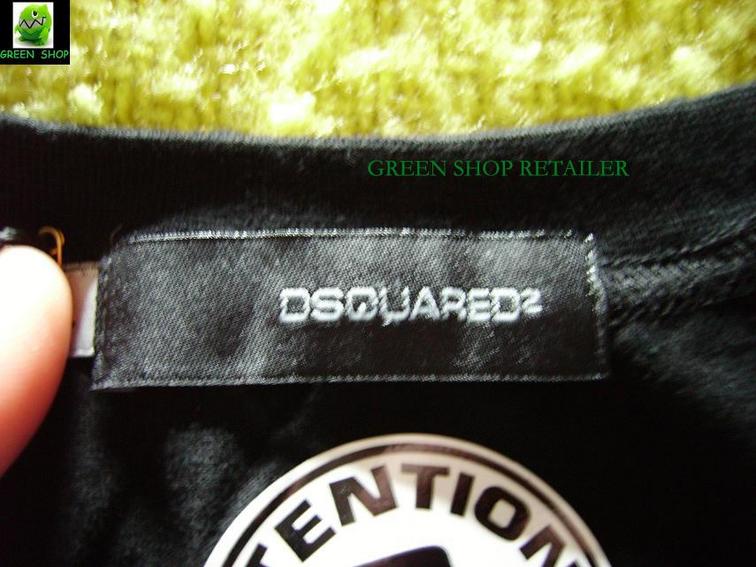 GREEN SHOP
GREEN SHOP RETAILER
DSQUARED2
TENTION